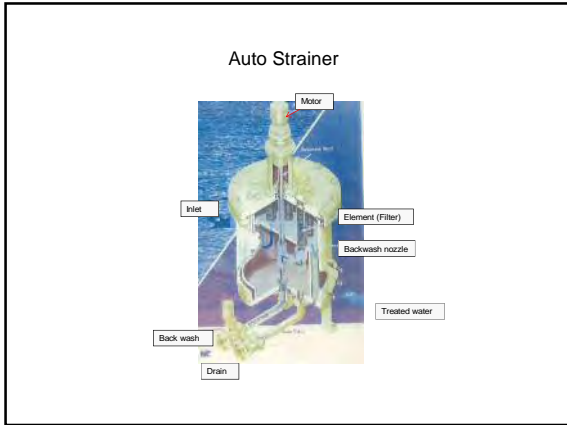 Auto Strainer
Motor
Inlet
Element (Filter)
Backwash nozzle
Treated water
Back wash
Drain